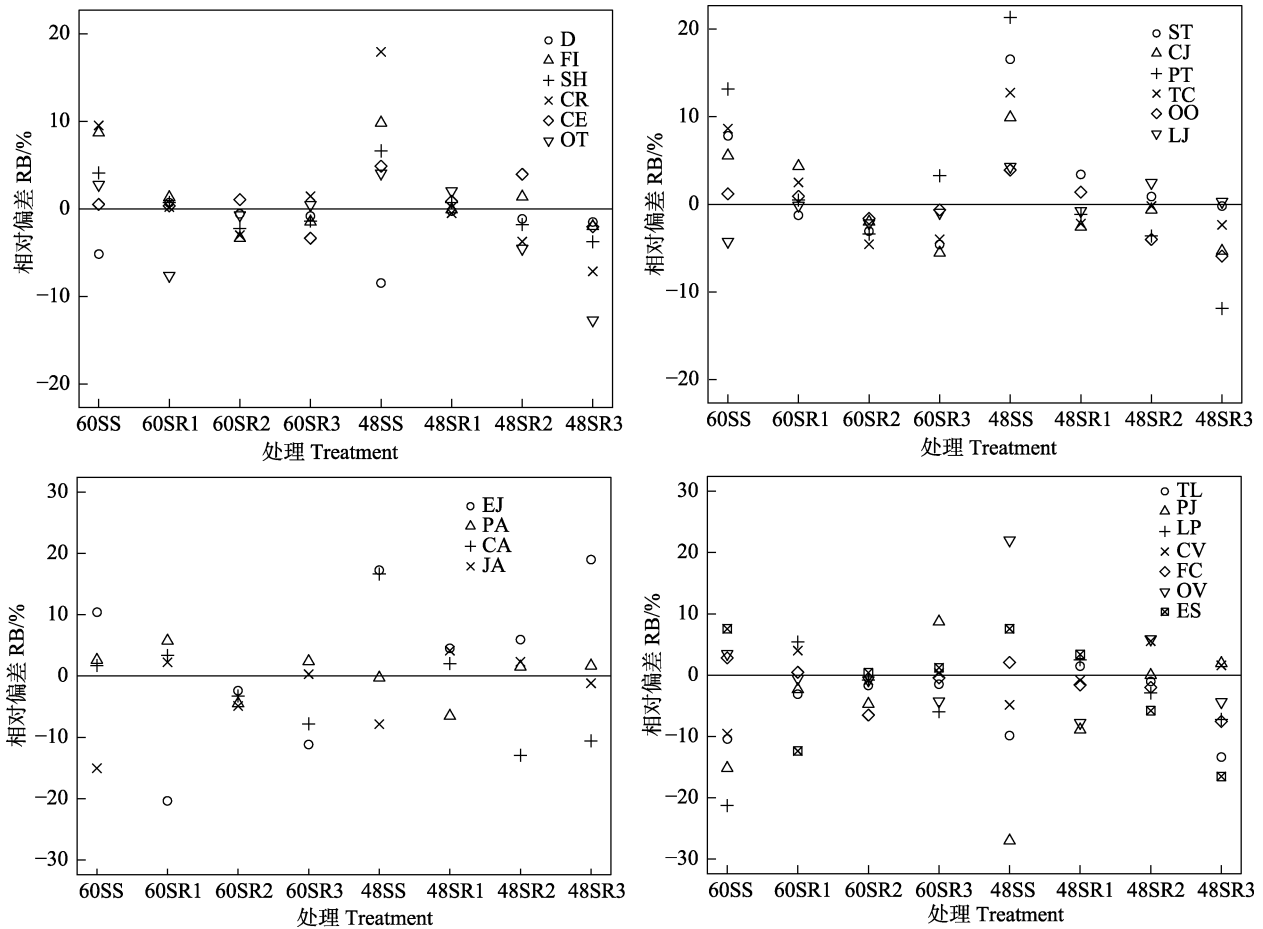 相对偏差 RB/%
20
10
0
−10
−20
D
FI
SH
CR
CE
OT
60SS 60SR1 60SR2 60SR3 48SS 48SR1 48SR2 48SR3
处理 Treatment
相对偏差 RB/%
20
10
0
−10
−20
ST
CJ
PT
TC
OO
LJ
60SS 60SR1 60SR2 60SR3 48SS 48SR1 48SR2 48SR3
处理 Treatment
相对偏差 RB/%
30
20
10
0
−10
−20
−30
EJ
PA
CA
JA
60SS 60SR1 60SR2 60SR3 48SS 48SR1 48SR2 48SR3
处理 Treatment
相对偏差 RB/%
30
20
10
0
−10
−20
−30
TL
PJ
LP
CV
FC
OV
ES
60SS 60SR1 60SR2 60SR3 48SS 48SR1 48SR2 48SR3
处理 Treatment